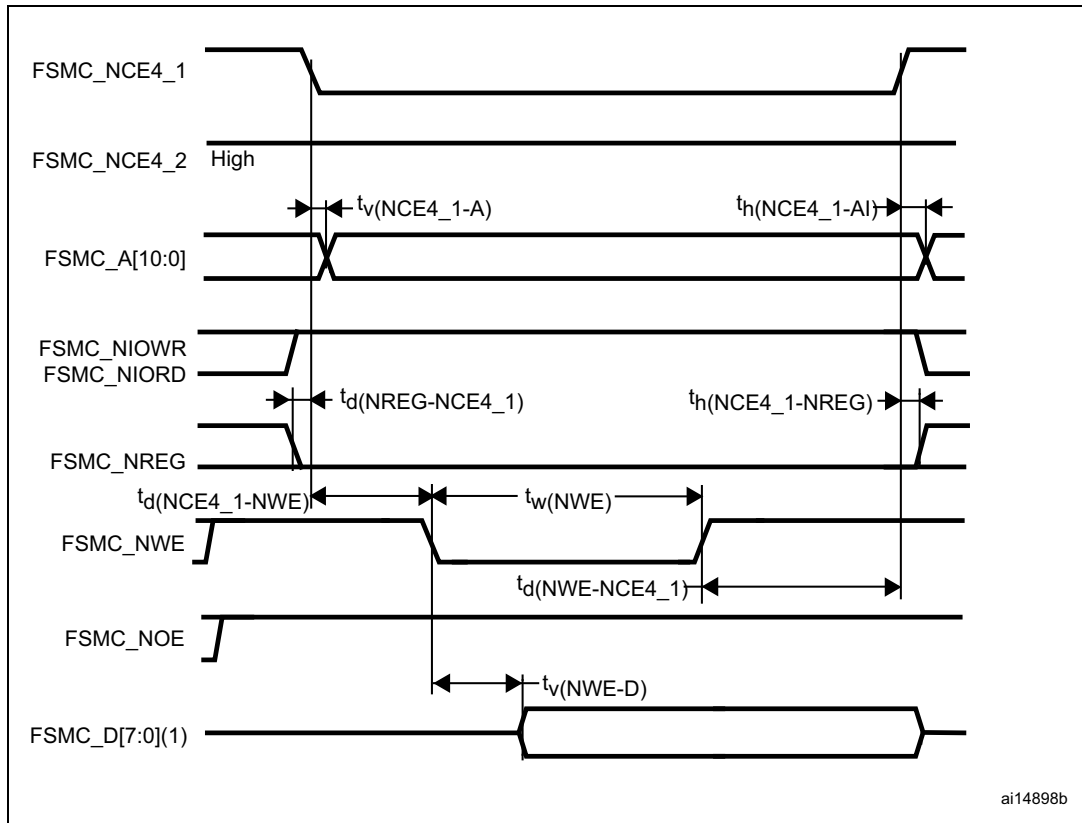 FSMC_NCE4_1
FSMC_NCE4_2 High
tv(NCE4_1-A) th(NCE4_1-AI)
FSMC_A[10:0]
FSMC_NIOWR
FSMC_NIORD
td(NREG-NCE4_1) th(NCE4_1-NREG)
FSMC_NREG
td(NCE4_1-NWE) tw(NWE)
FSMC_NWE
td(NWE-NCE4_1)
FSMC_NOE
tv(NWE-D)
FSMC_D[7:0](1)
ai14898b